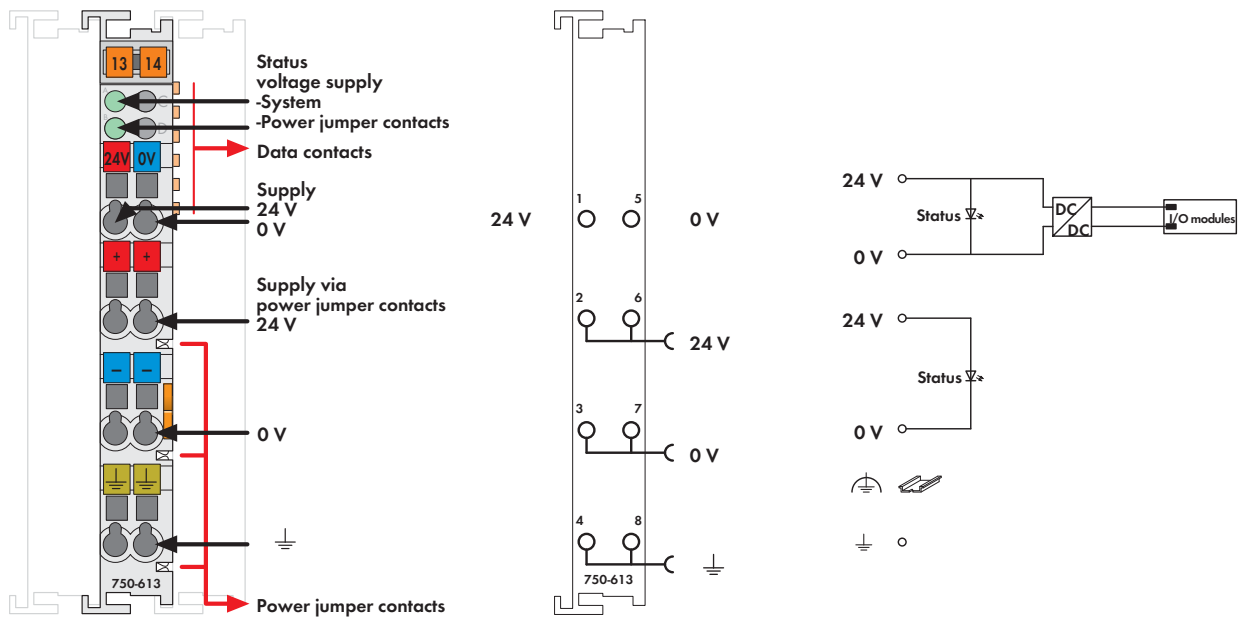 13 14
A
C
B
D
24V 0V
+ +
– –
750-613
Status
voltage supply
-System
-Power jumper contacts
Data contacts
Supply
24 V
0 V
Supply via
power jumper contacts
24 V
0 V
Power jumper contacts
24 V
1 5
0 V
2 6
24 V
3 7
0 V
4 8
750-613
24 V
Status
DC
DC
I/O modules
0 V
24 V
Status
0 V